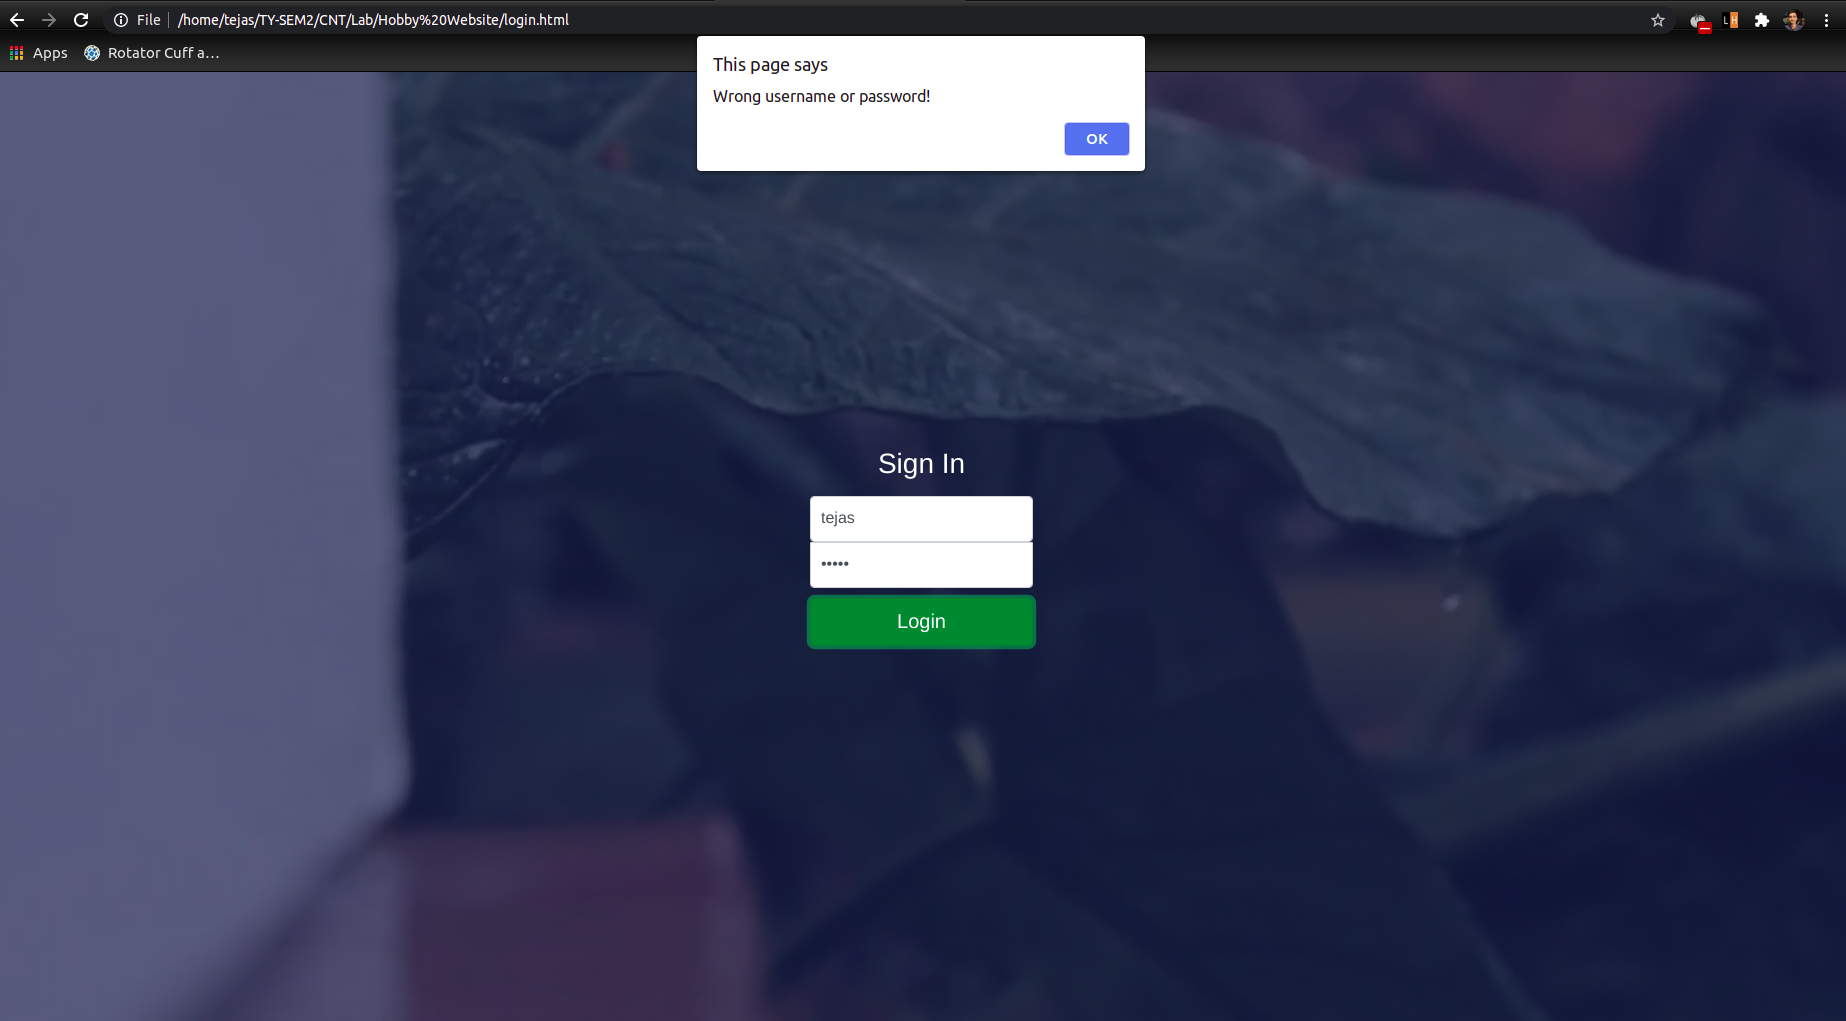 File
/home/tejas/TY-SEM2/CNT/Lab/Hobby%20Website/login.html
LH
Apps
Rotator Cuff a...
This page says
Wrong username or password!
OK
Sign In
tejas
•••••
Login